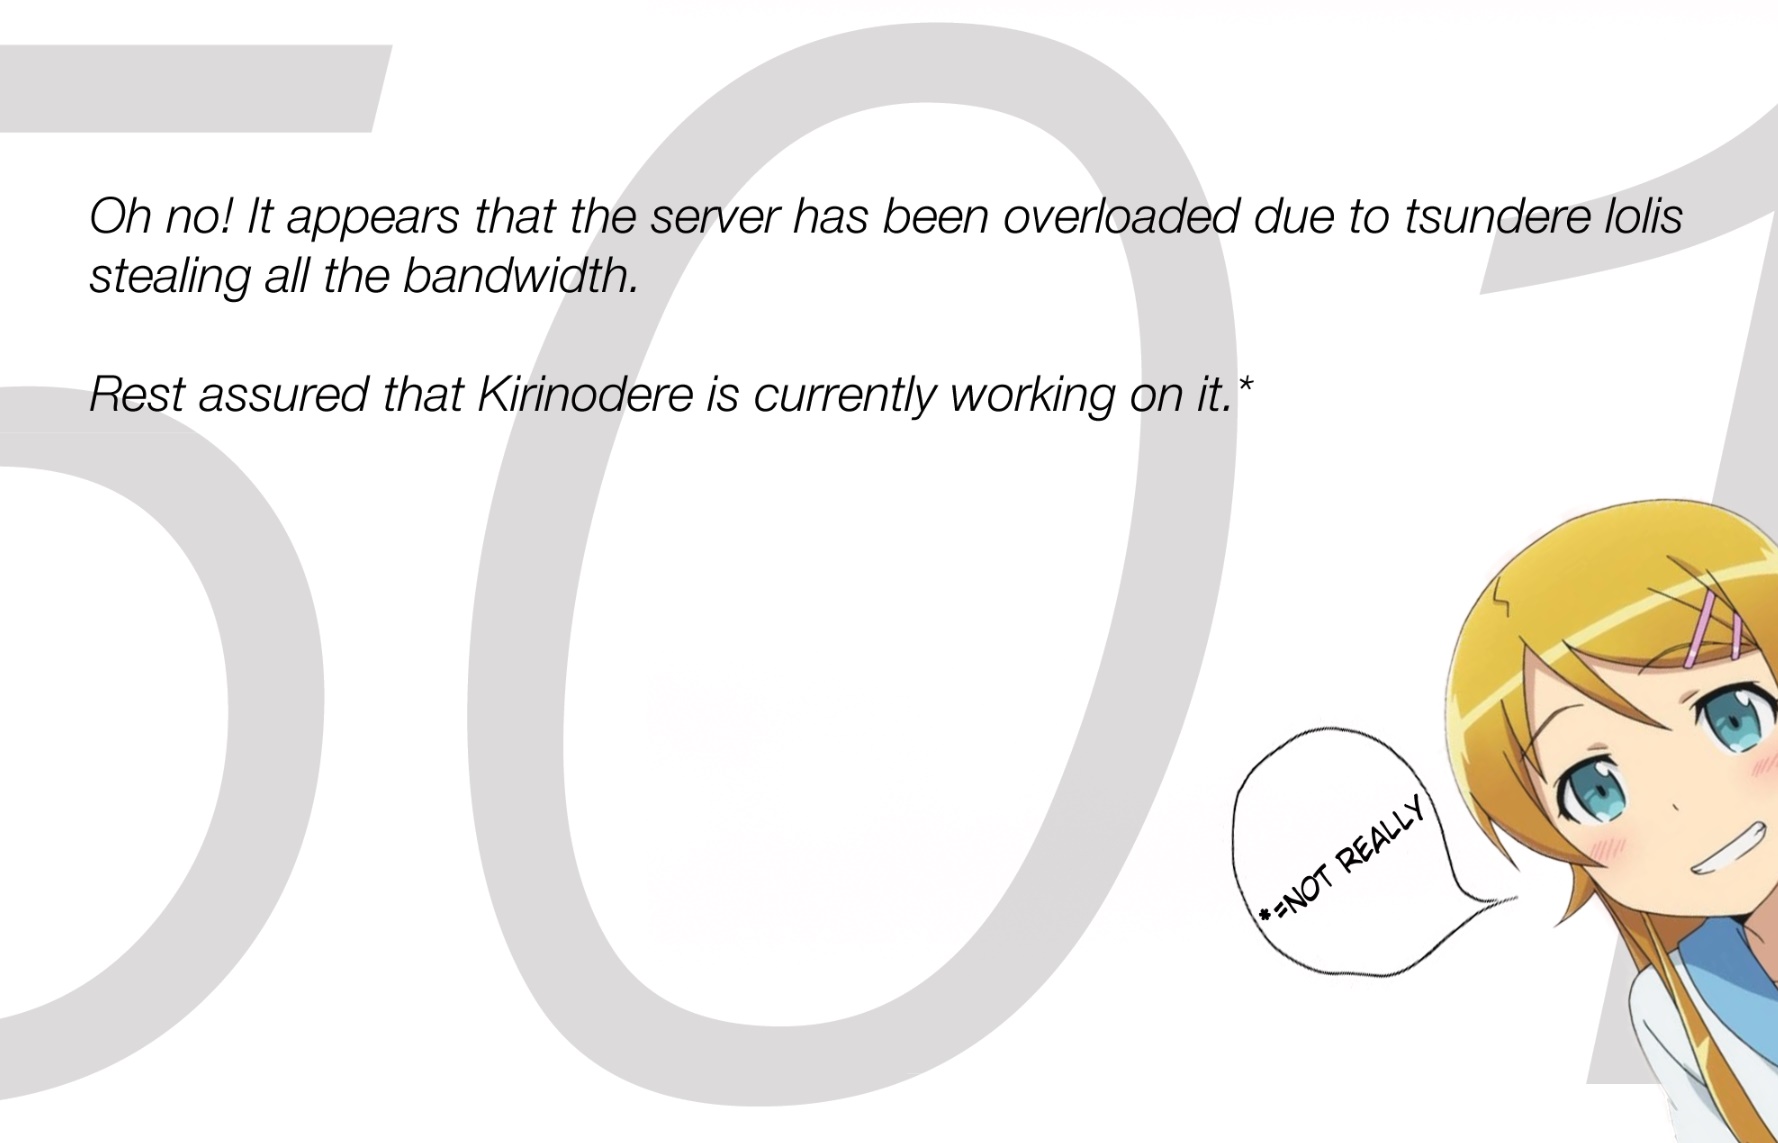 501
Oh no! It appears that the server has been overloaded due to tsundere lolis
stealing all the bandwidth.
Rest assured that Kirinodere is currently working on it.*
*=NOT REALLY